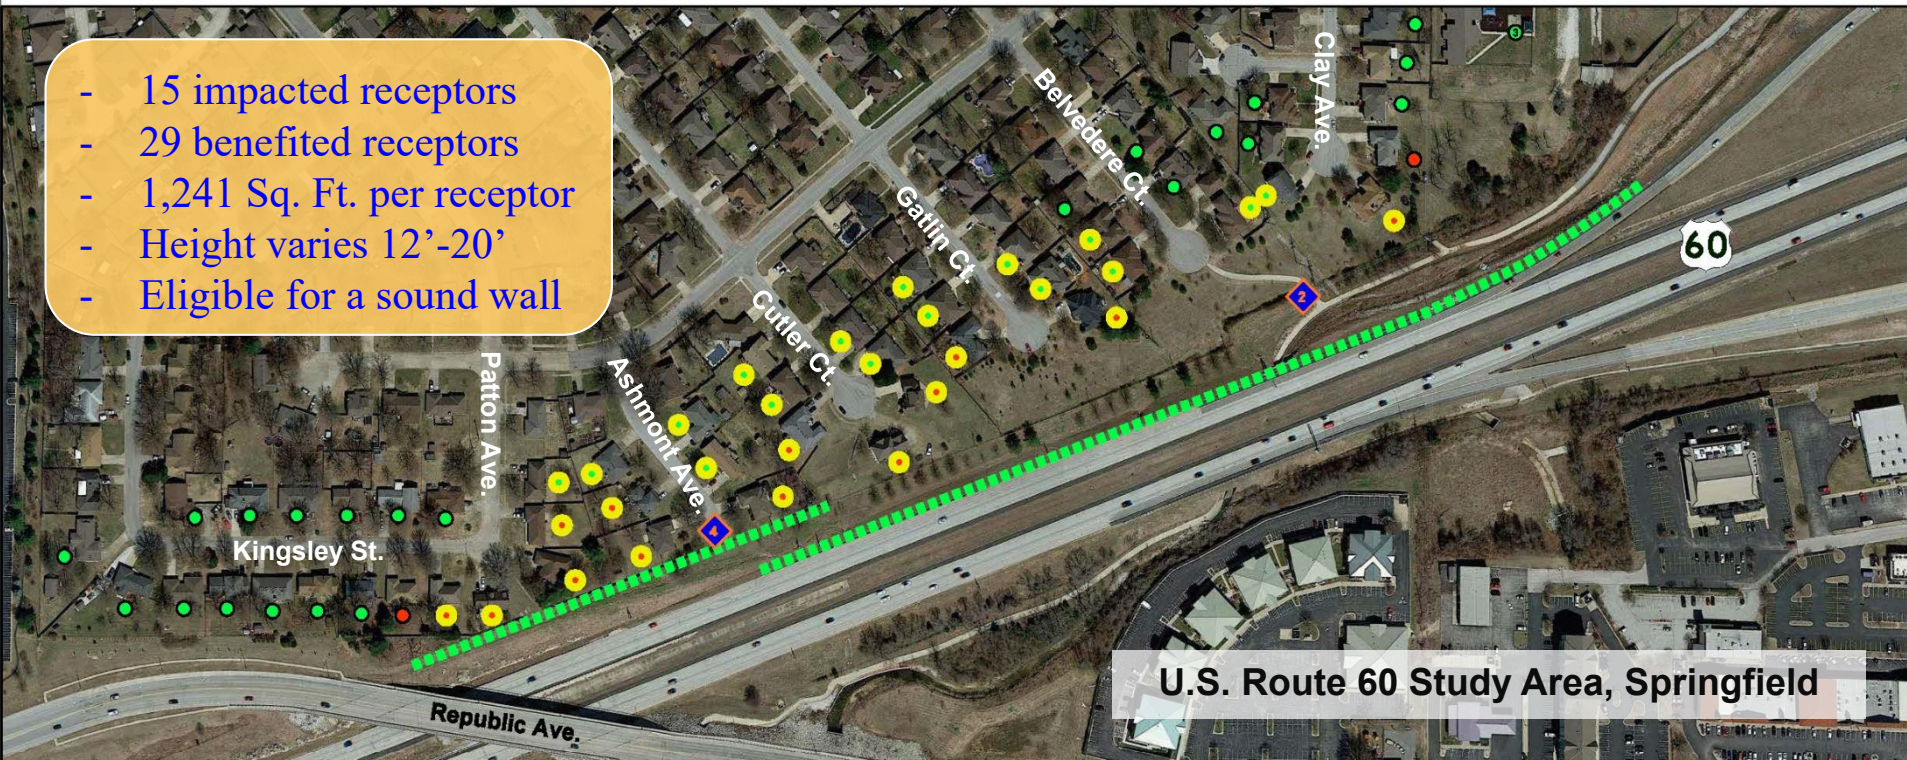 - 15 impacted receptors
- 29 benefited receptors
- 1,241 Sq. Ft. per receptor
- Height varies 12’-20’
- Eligible for a sound wall
Clay Ave.
3
Belvedere Ct.
Gatlin Ct.
60
2
Cutler Ct.
Ashmont Ave.
Patton Ave.
4
Kingsley St.
U.S. Route 60 Study Area, Springfield
Republic Ave.